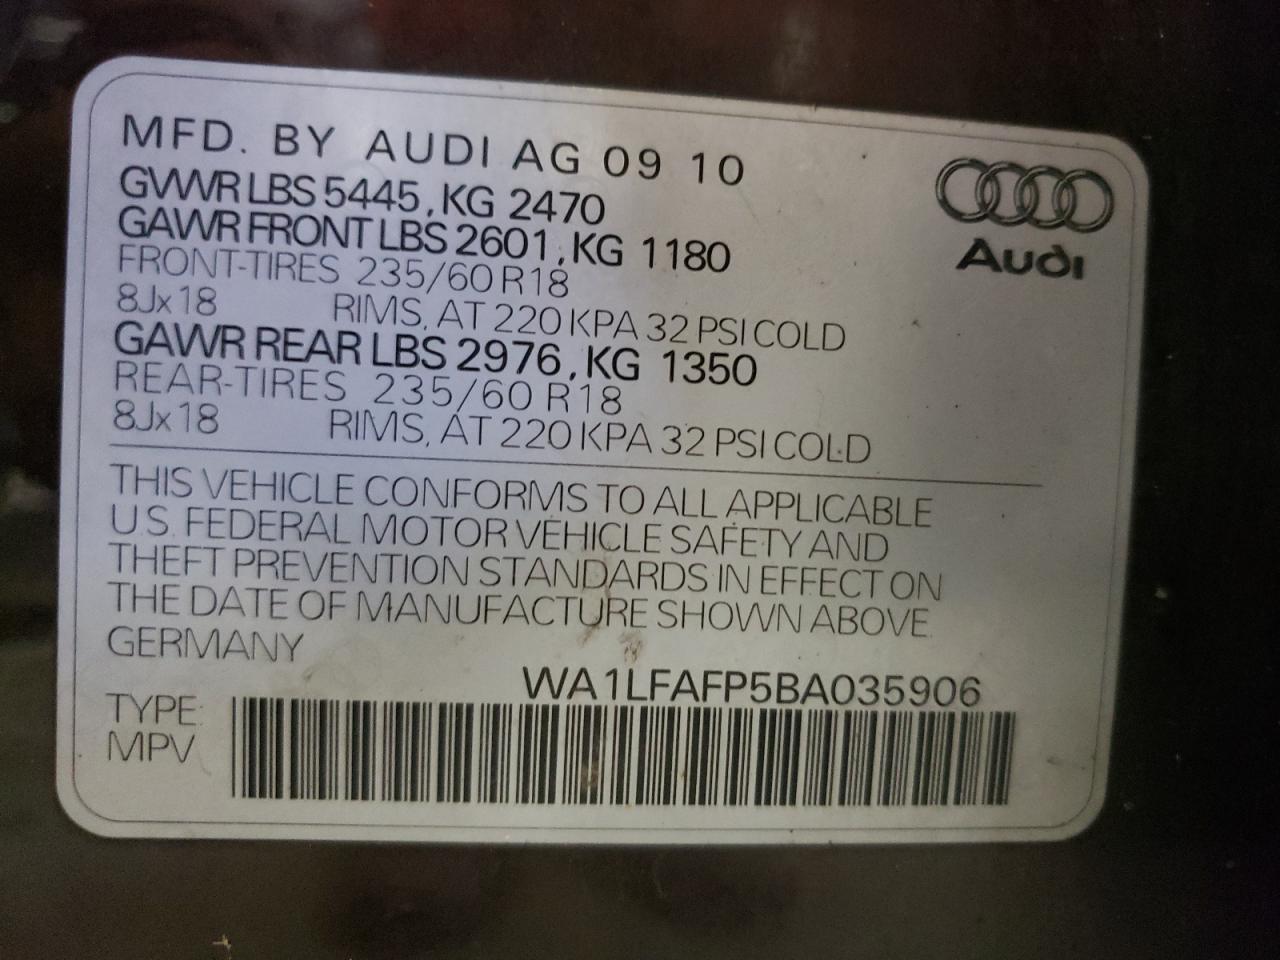 MFD. BY AUDI AG 09 10
GVWR LBS 5445, KG 2470
GAWR FRONT LBS 2601, KG 1180
FRONT-TIRES 235/60 R18
8Jx18 RIMS, AT 220 KPA 32 PSI COLD
GAWR REAR LBS 2976, KG 1350
REAR-TIRES 235/60 R18
8Jx18 RIMS, AT 220 KPA 32 PSI COLD
Audi
THIS VEHICLE CONFORMS TO ALL APPLICABLE
U.S. FEDERAL MOTOR VEHICLE SAFETY AND
THEFT PREVENTION STANDARDS IN EFFECT ON
THE DATE OF MANUFACTURE SHOWN ABOVE.
GERMANY
WA1LFAFP5BA035906
TYPE:
MPV